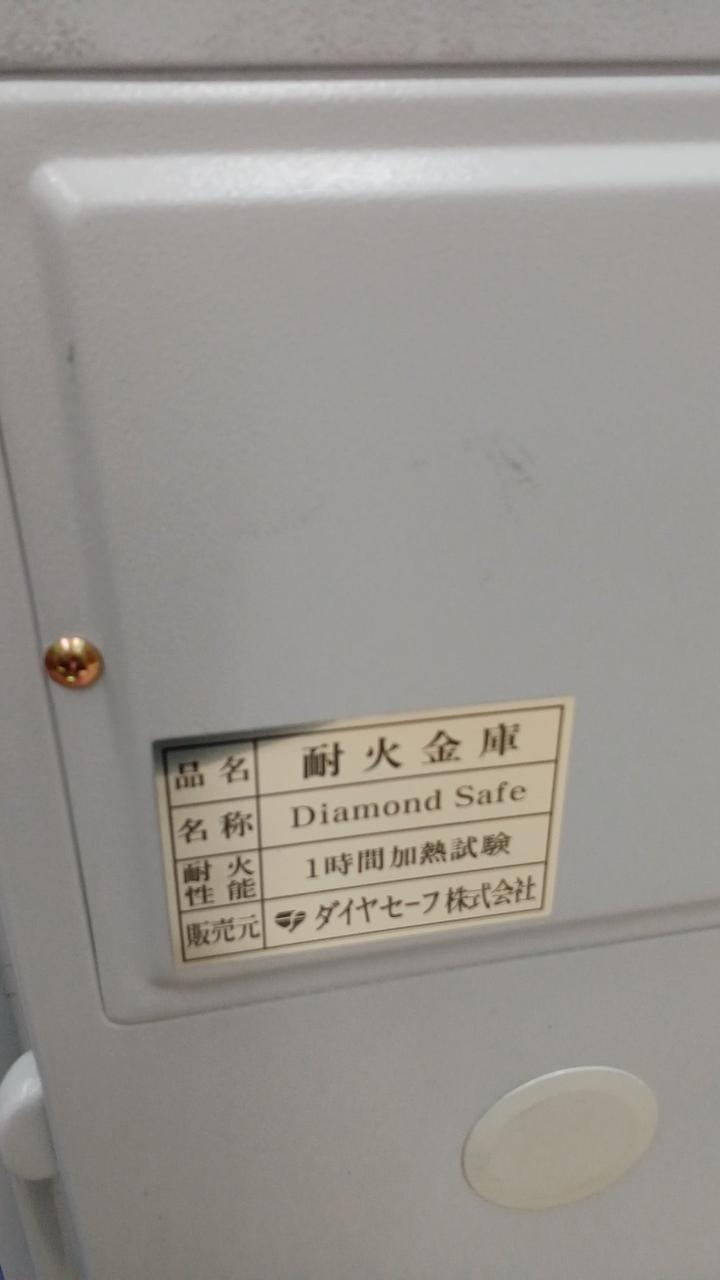 品名 耐火金庫
名称 Diamond Safe
耐火性能 1時間加熱試験
販売元 ダイヤセーフ株式会社